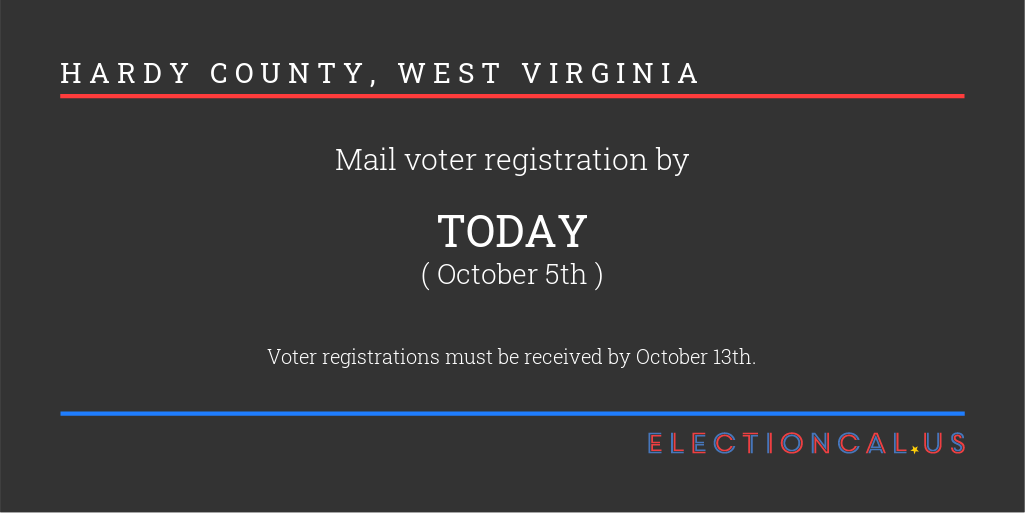 HARDY COUNTY, WEST VIRGINIA
Mail voter registration by
TODAY
( October 5th )
Voter registrations must be received by October 13th.
ELECTIONCAL.US